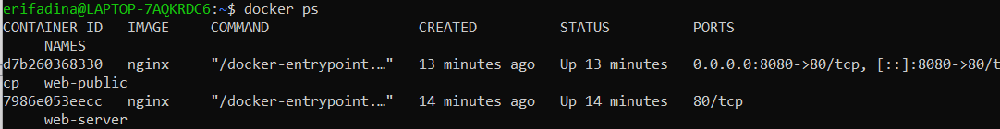 erifadina@LAPTOP-7AQKRDC6:~$ docker ps
CONTAINER ID   IMAGE     COMMAND                  CREATED          STATUS          PORTS
     NAMES
d7b260368330   nginx     "/docker-entrypoint.…"   13 minutes ago   Up 13 minutes   0.0.0.0:8080->80/tcp, [::]:8080->80/t
cp   web-public
7986e053eecc   nginx     "/docker-entrypoint.…"   14 minutes ago   Up 14 minutes   80/tcp
     web-server